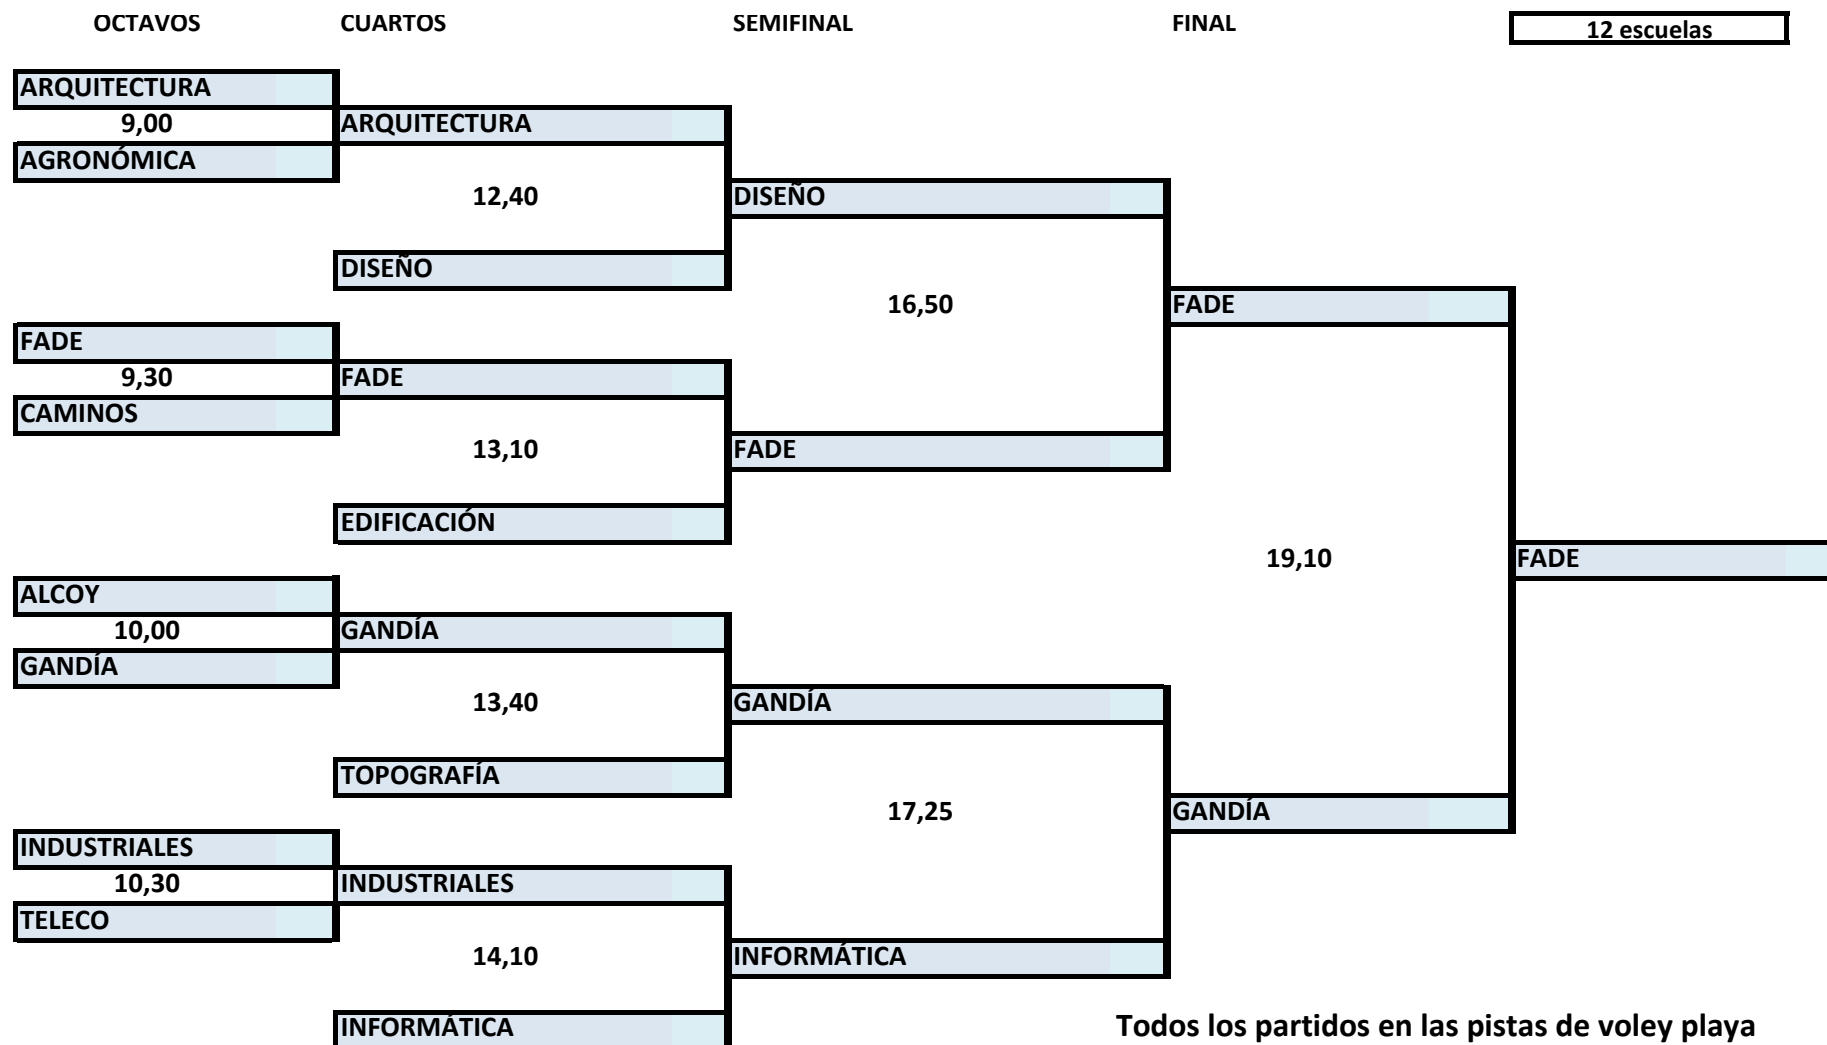 OCTAVOS CUARTOS SEMIFINAL FINAL 12 escuelas
ARQUITECTURA
9,00 ARQUITECTURA
AGRONÓMICA
12,40 DISEÑO
DISEÑO
16,50 FADE
FADE
9,30 FADE
CAMINOS
13,10 FADE
EDIFICACIÓN
19,10 FADE
ALCOY
10,00 GANDÍA
GANDÍA
13,40 GANDÍA
TOPOGRAFÍA
17,25 GANDÍA
INDUSTRIALES
10,30 INDUSTRIALES
TELECO
14,10 INFORMÁTICA
INFORMÁTICA Todos los partidos en las pistas de voley playa